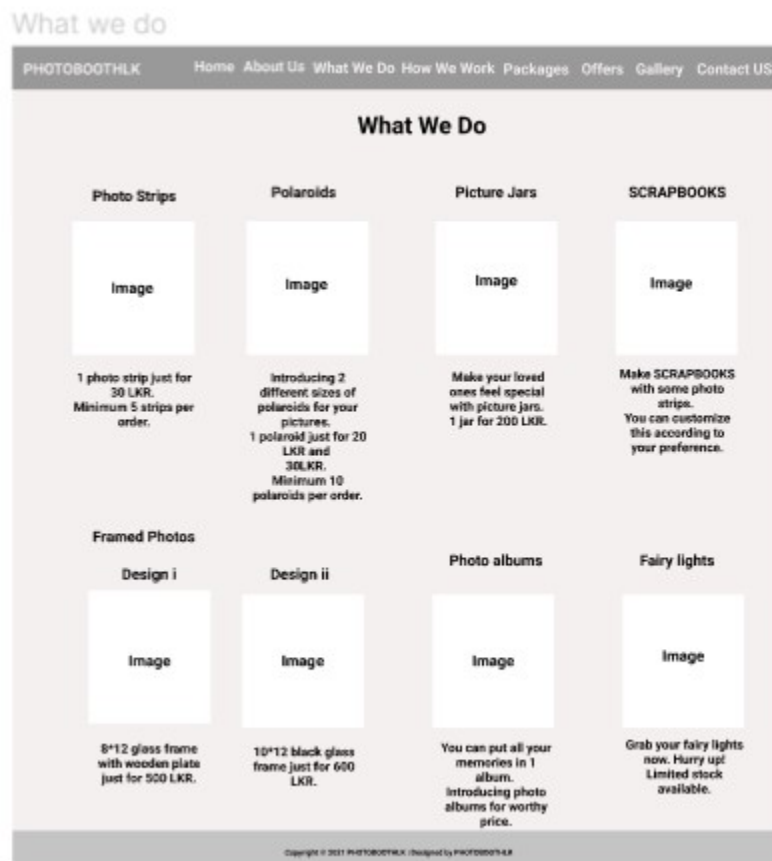 What we do
PHOTOBOOTHLK Home About Us What We Do How We Work Packages Offers Gallery Contact US
What We Do
Photo Strips
Image
1 photo strip just for
30 LKR.
Minimum 5 strips per
order.
Polaroids
Image
Introducing 2
different sizes of
polaroids for your
pictures.
1 polaroid just for 20
LKR and
30LKR.
Minimum 10
polaroids per order.
Picture Jars
Image
Make your loved
ones feel special
with picture jars.
1 jar for 200 LKR.
SCRAPBOOKS
Image
Make SCRAPBOOKS
with some photo
strips.
You can customize
this according to
your preference.
Framed Photos
Design i
Image
8*12 glass frame
with wooden plate
just for 500 LKR.
Design ii
Image
10*12 black glass
frame just for 600
LKR.
Photo albums
Image
You can put all your
memories in 1
album.
Introducing photo
albums for worthy
price.
Fairy lights
Image
Grab your fairy lights
now. Hurry up!
Limited stock
available.
Copyright © 2021 PHOTOBOOTHLK | Designed by PHOTOBOOTHLK